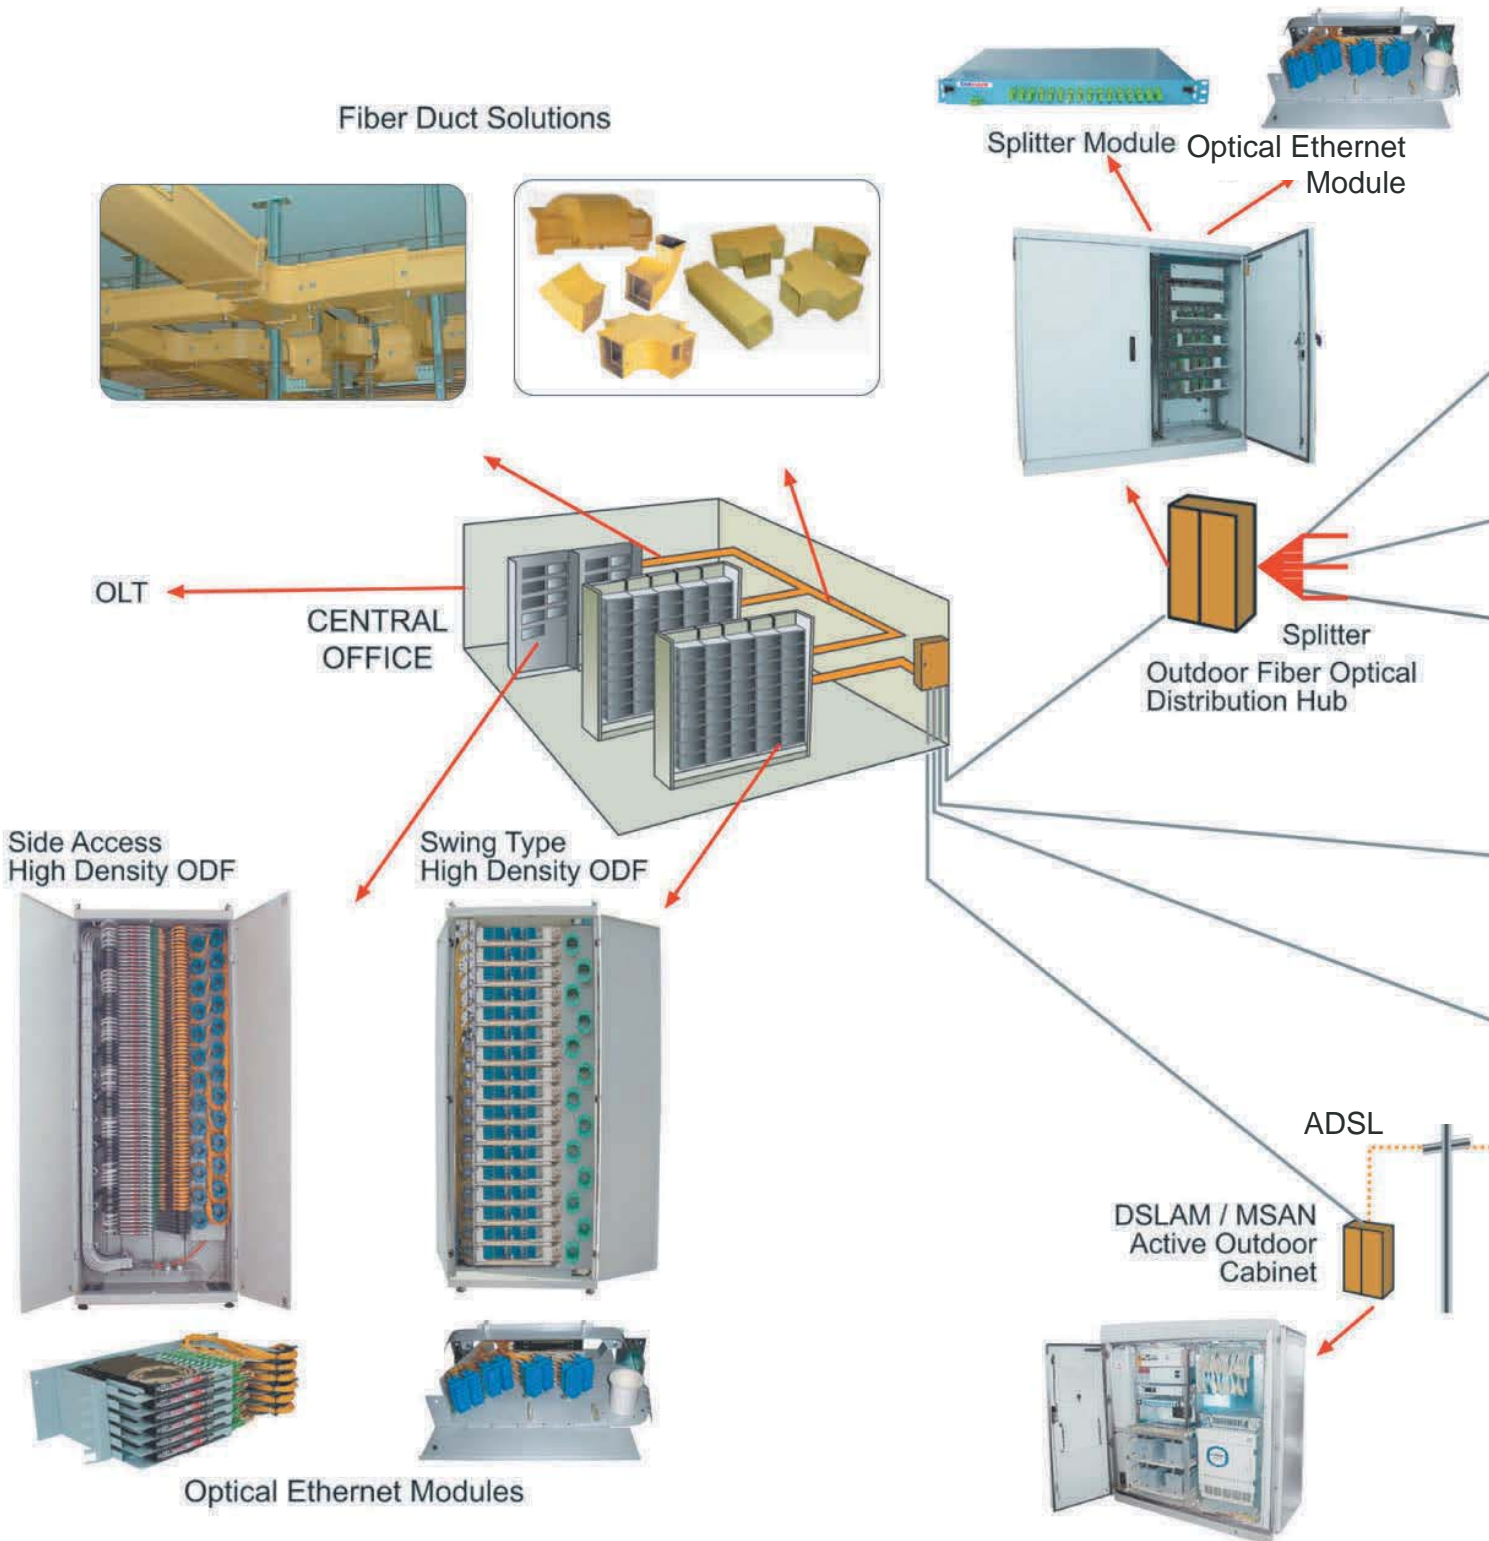 Fiber Duct Solutions
Splitter Module
Optical Ethernet
Module
OLT
CENTRAL
OFFICE
Splitter
Outdoor Fiber Optical
Distribution Hub
Side Access
High Density ODF
Swing Type
High Density ODF
ADSL
DSLAM / MSAN
Active Outdoor
Cabinet
Optical Ethernet Modules